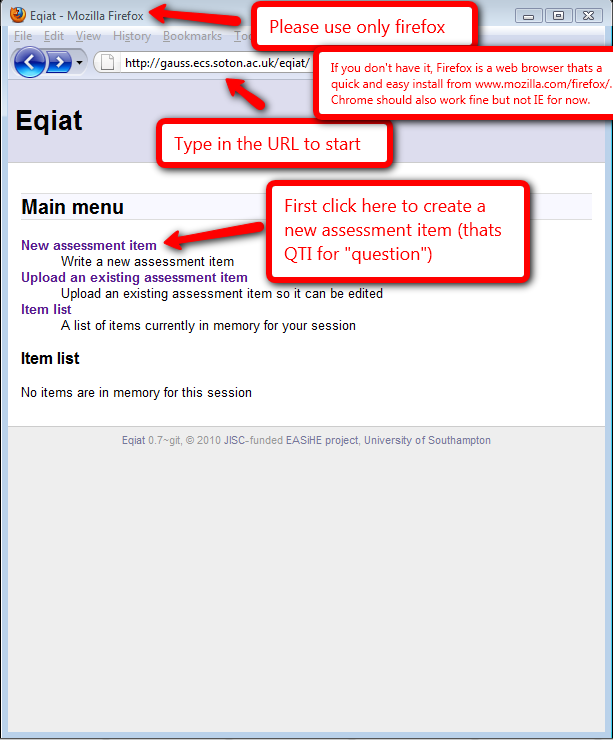 Eqiat - Mozilla Firefox
Please use only firefox
File Edit View History Bookmarks
http://gauss.ecs.soton.ac.uk/eqiat/
If you don't have it, Firefox is a web browser thats a
quick and easy install from www.mozilla.com/firefox/.
Chrome should also work fine but not IE for now.
Eqiat
Type in the URL to start
Main menu
First click here to create a
new assessment item (thats
QTI for "question")
New assessment item
Write a new assessment item
Upload an existing assessment item
Upload an existing assessment item so it can be edited
Item list
A list of items currently in memory for your session
Item list
No items are in memory for this session
Eqiat 0.7~git, © 2010 JISC-funded EASiHE project, University of Southampton